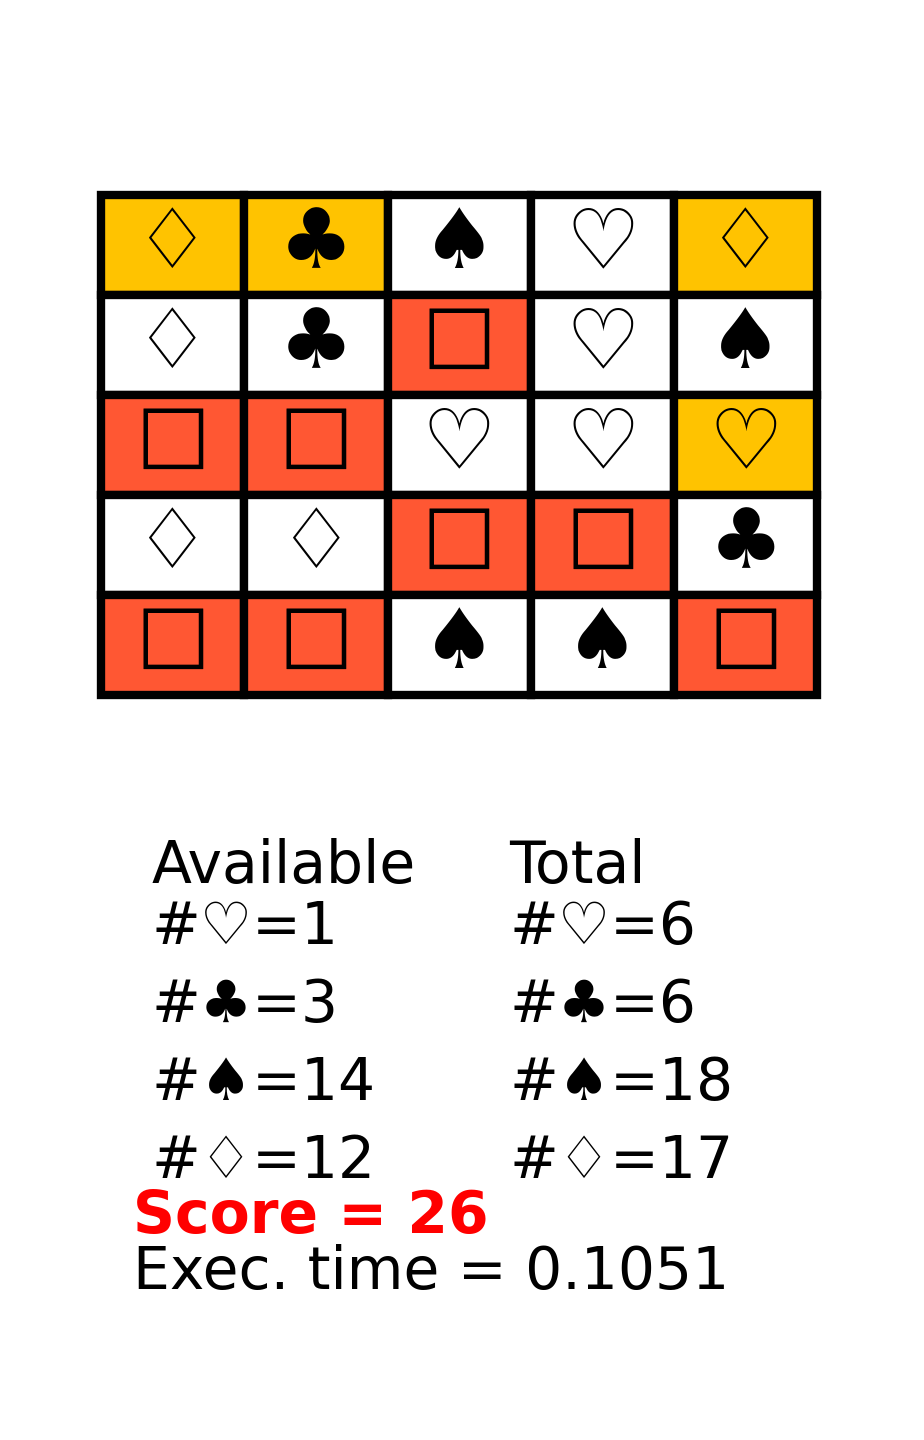 ♢ ♣ ♠ ♡ ♢
♢ ♣ □ ♡ ♠
□ □ ♡ ♡ ♡
♢ ♢ □ □ ♣
□ □ ♠ ♠ □
Available Total
#♡=1 #♡=6
#♣=3 #♣=6
#♠=14 #♠=18
#♢=12 #♢=17
Score = 26
Exec. time = 0.1051